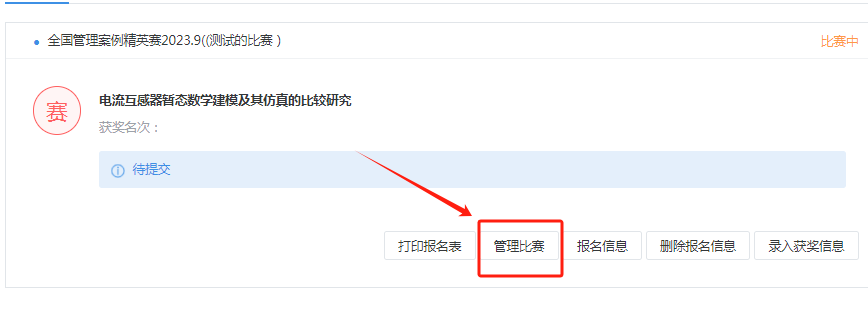 全国管理案例精英赛2023.9((测试的比赛）
比赛中
赛
电流互感器暂态数学建模及其仿真的比较研究
获奖名次：
待提交
打印报名表
管理比赛
报名信息
删除报名信息
录入获奖信息